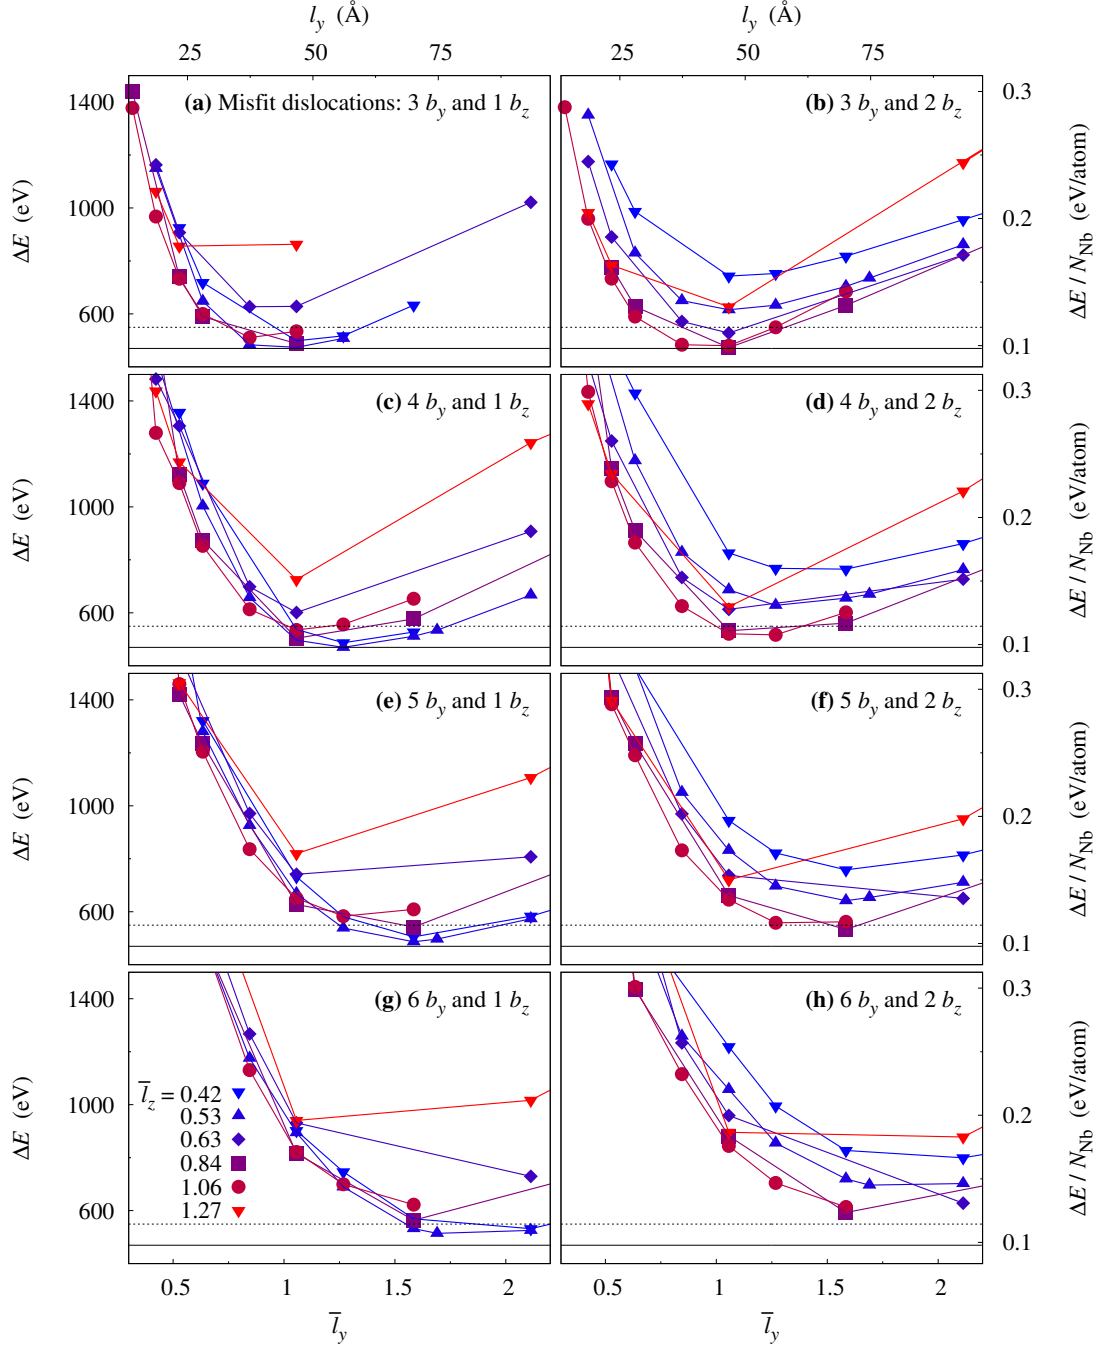 l_y (Å) l_y (Å)
25 50 75 25 50 75
(a) Misfit dislocations: 3 b_y and 1 b_z
(b) 3 b_y and 2 b_z
1400
1000
600
ΔE (eV)
0.3
0.2
0.1
ΔE / N_Nb (eV/atom)
(c) 4 b_y and 1 b_z
(d) 4 b_y and 2 b_z
1400
1000
600
ΔE (eV)
0.3
0.2
0.1
ΔE / N_Nb (eV/atom)
(e) 5 b_y and 1 b_z
(f) 5 b_y and 2 b_z
1400
1000
600
ΔE (eV)
0.3
0.2
0.1
ΔE / N_Nb (eV/atom)
(g) 6 b_y and 1 b_z
(h) 6 b_y and 2 b_z
1400
1000
600
ΔE (eV)
l̅_z = 0.42
0.53
0.63
0.84
1.06
1.27
0.3
0.2
0.1
ΔE / N_Nb (eV/atom)
0.5 1 1.5 2 0.5 1 1.5 2
l̅_y l̅_y